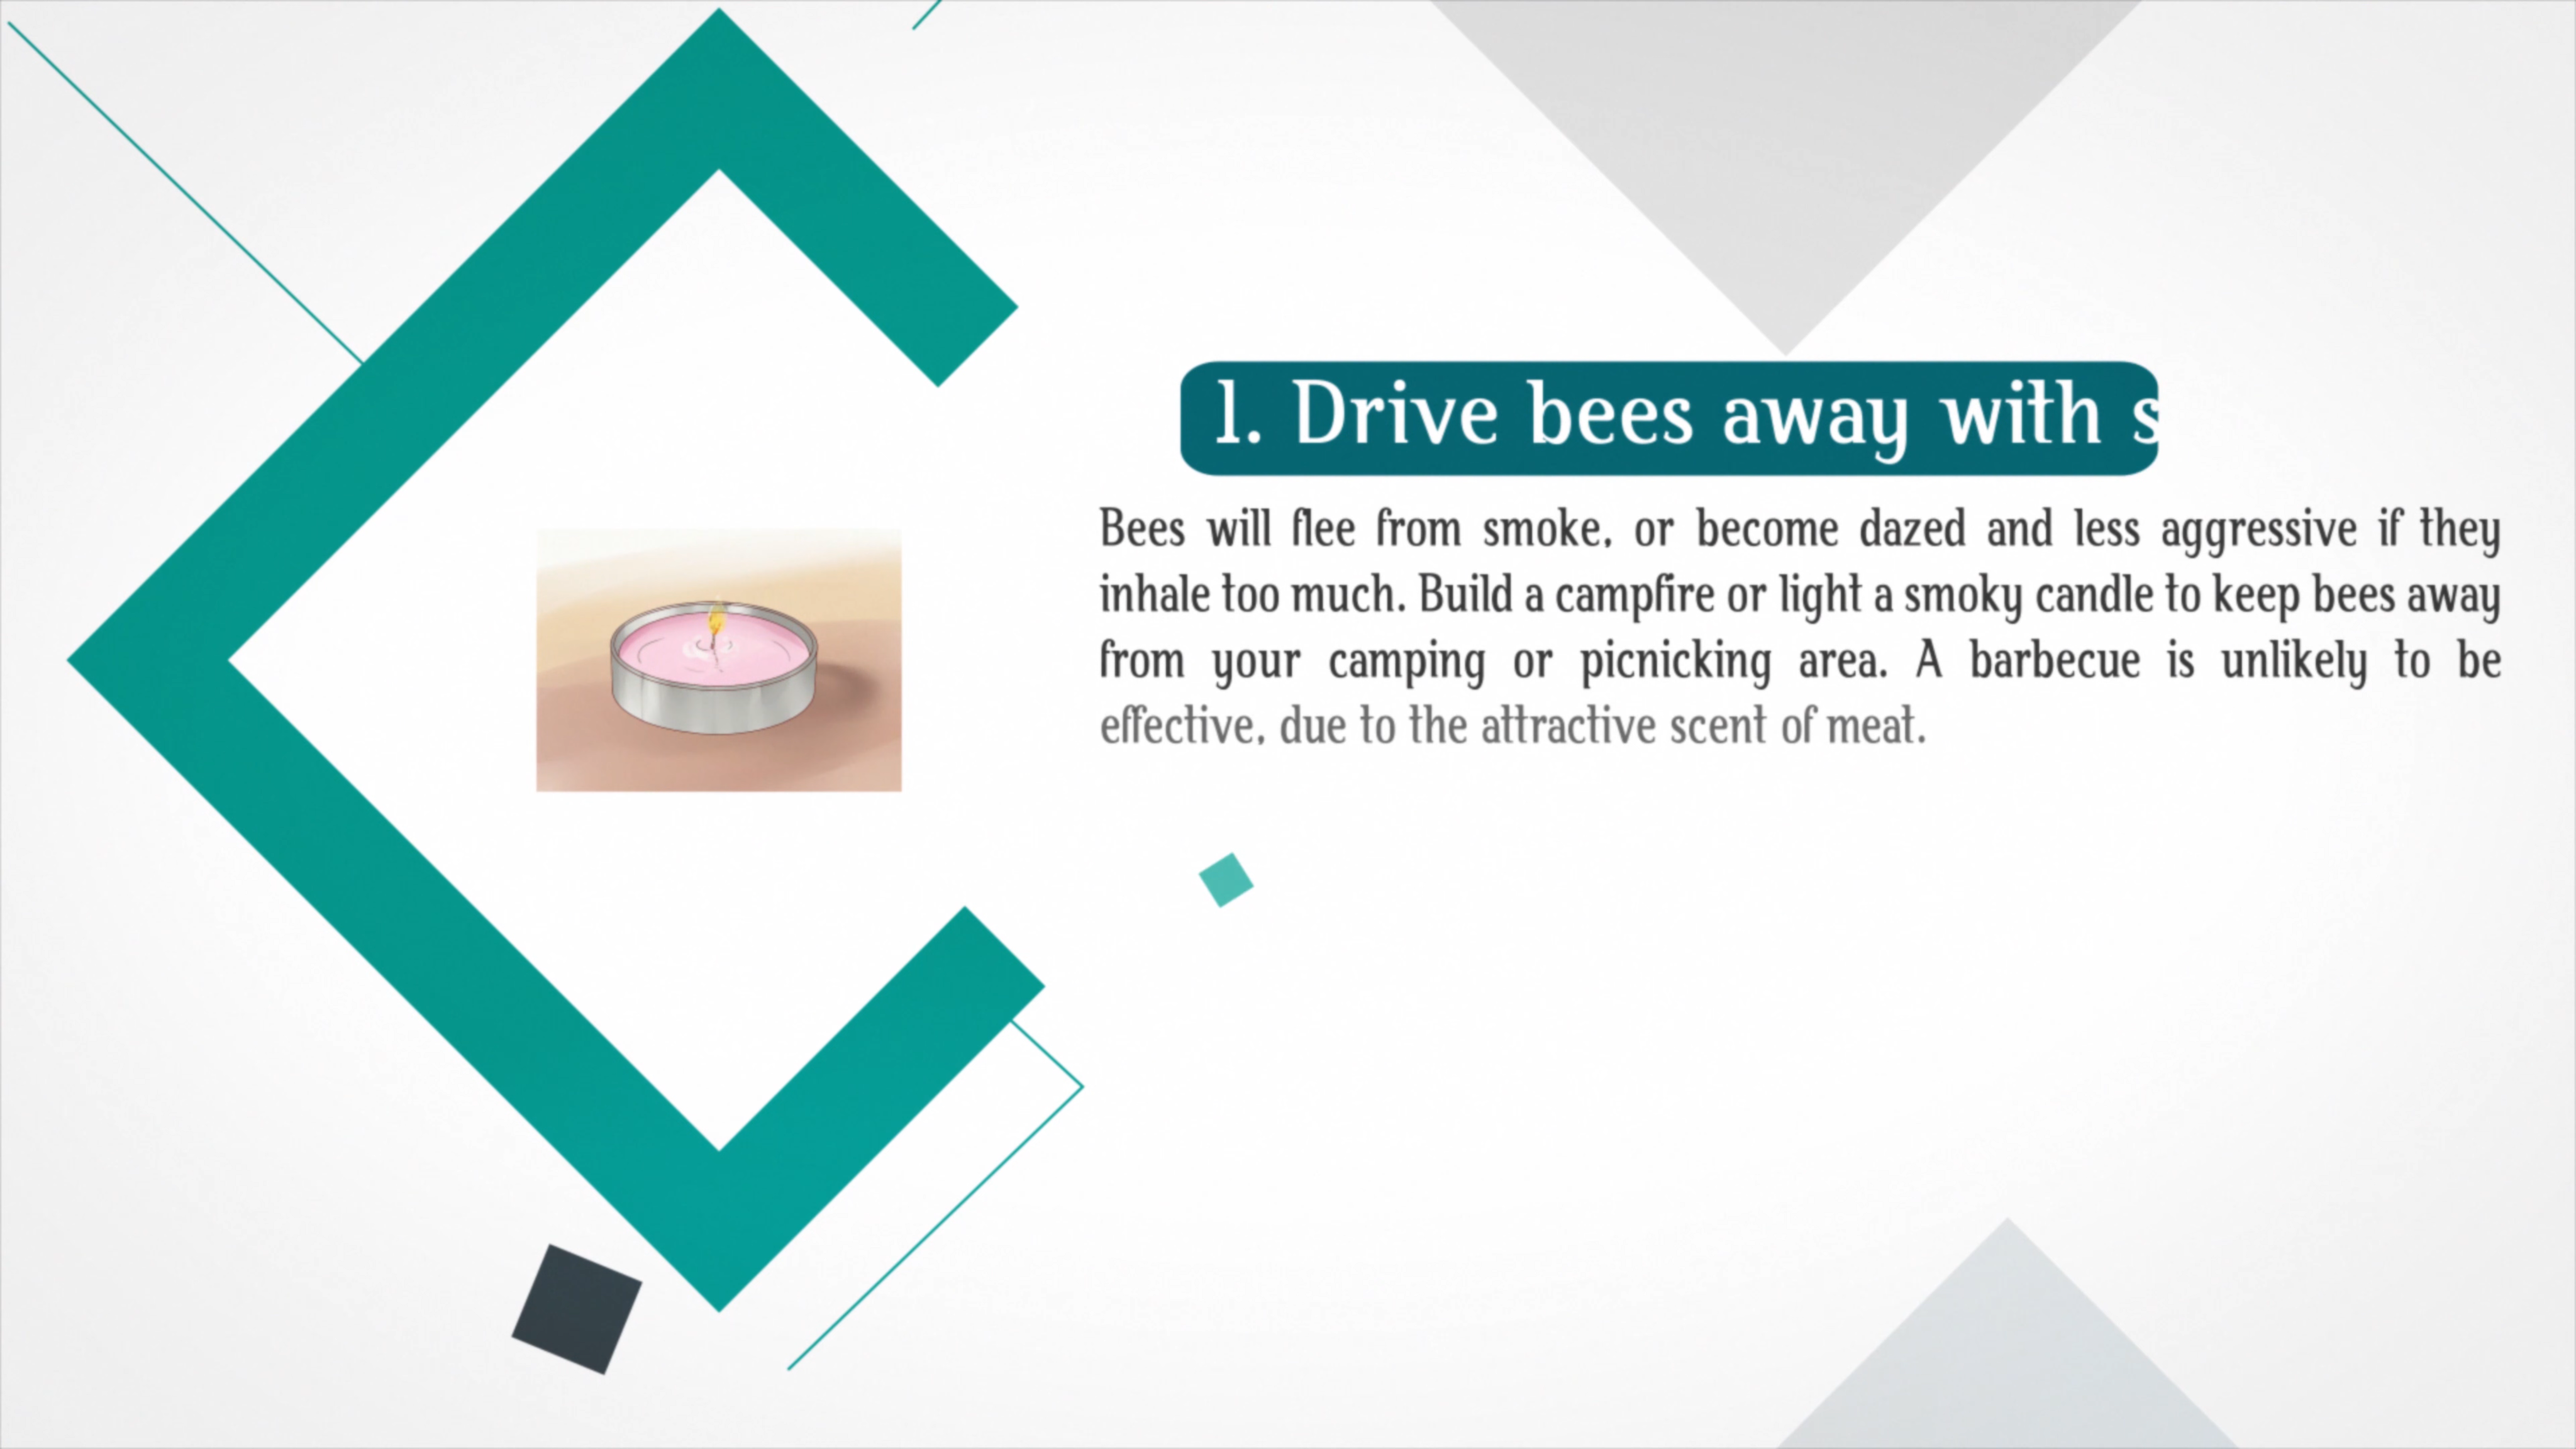 1. Drive bees away with s
Bees will flee from smoke, or become dazed and less aggressive if they
inhale too much. Build a campfire or light a smoky candle to keep bees away
from your camping or picnicking area. A barbecue is unlikely to be
effective, due to the attractive scent of meat.